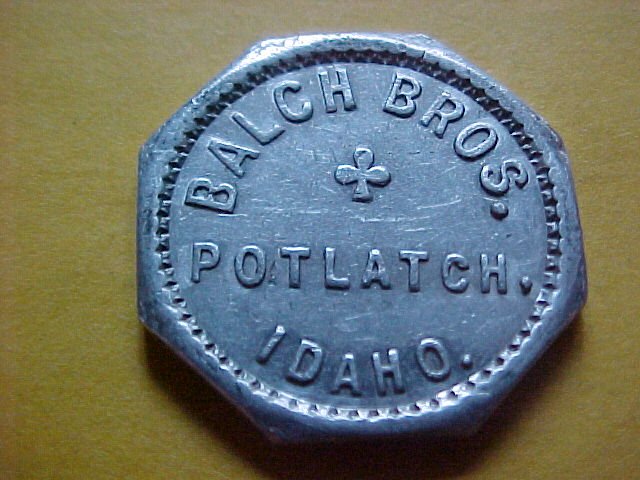 BALCH BROS.
POTLATCH.
IDAHO.